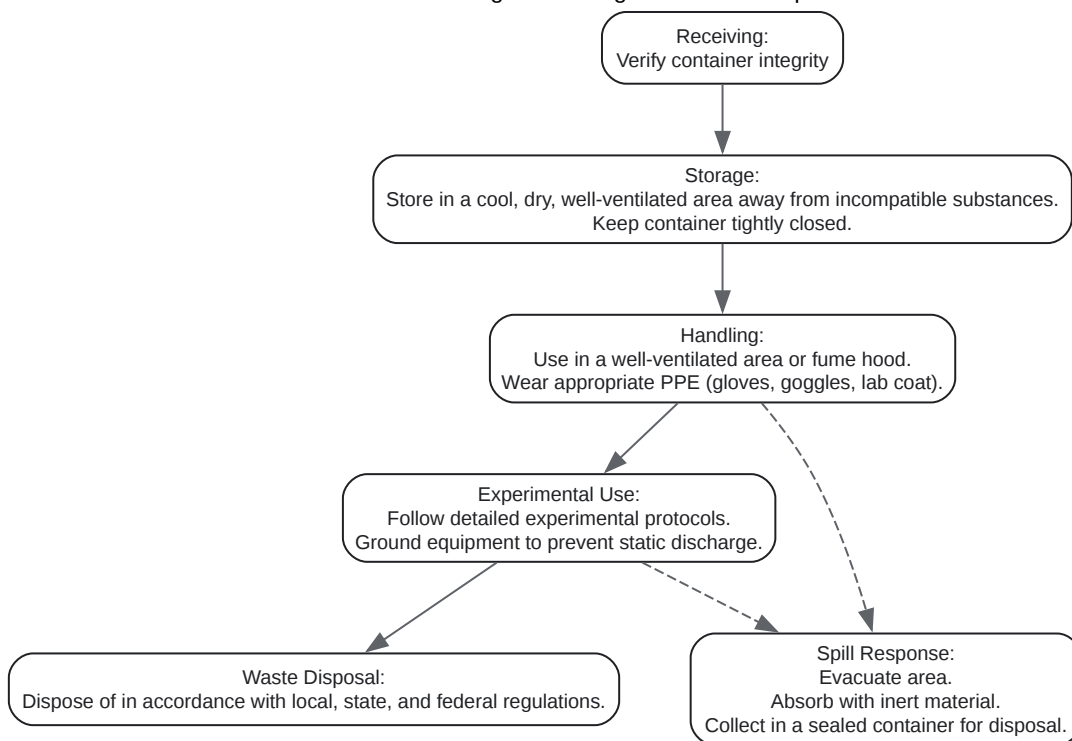 Receiving:
Verify container integrity
Storage:
Store in a cool, dry, well-ventilated area away from incompatible substances.
Keep container tightly closed.
Handling:
Use in a well-ventilated area or fume hood.
Wear appropriate PPE (gloves, goggles, lab coat).
Experimental Use:
Follow detailed experimental protocols.
Ground equipment to prevent static discharge.
Waste Disposal:
Dispose of in accordance with local, state, and federal regulations.
Spill Response:
Evacuate area.
Absorb with inert material.
Collect in a sealed container for disposal.